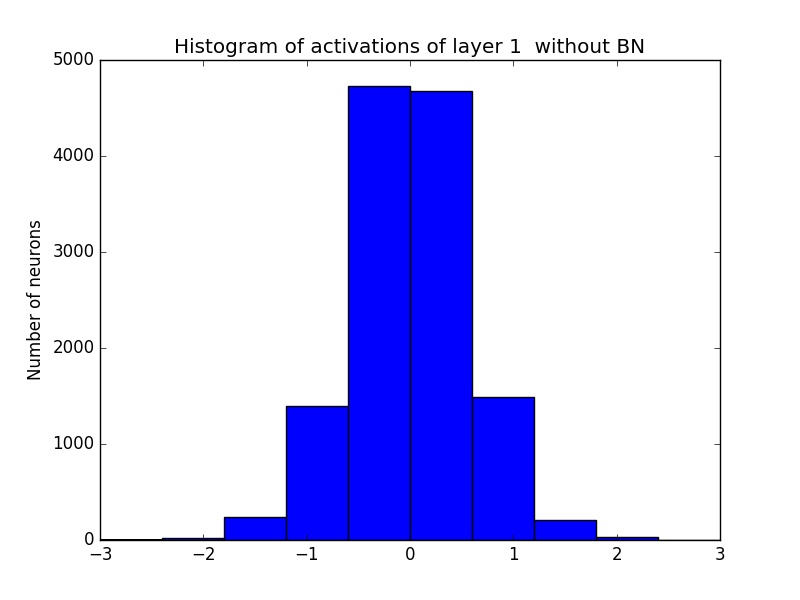 Histogram of activations of layer 1  without BN
5000
4000
3000
2000
1000
0
Number of neurons
−3 −2 −1 0 1 2 3